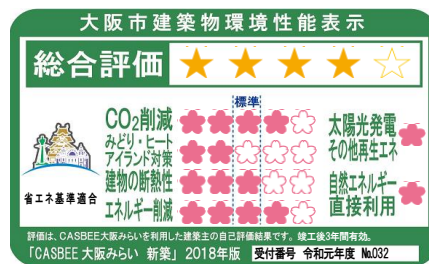 大阪市建築物環境性能表示
総合評価
標準
CO₂削減
みどり・ヒート
アイランド対策
建物の断熱性
エネルギー削減
太陽光発電
その他再生エネ
自然エネルギー
直接利用
省エネ基準適合
評価は、CASBEE大阪みらいを利用した建築主の自己評価結果です。竣工後3年間有効。
「CASBEE大阪みらい 新築」2018年版 受付番号 令和元年度 №032